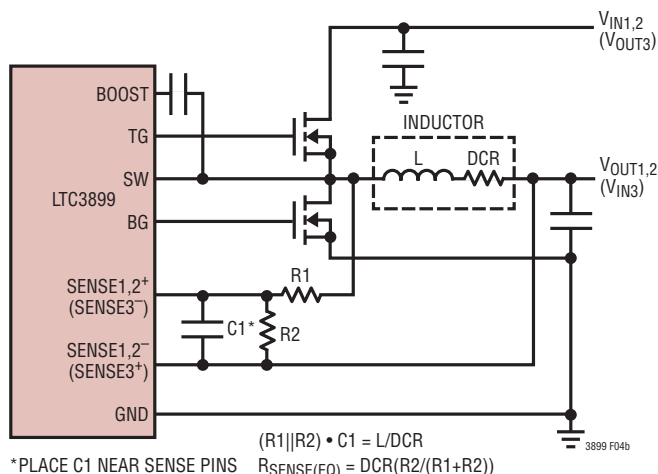 VIN1,2
(VOUT3)
BOOST
INDUCTOR
TG
L
DCR
SW
VOUT1,2
(VIN3)
LTC3899
BG
R1
SENSE1,2+
(SENSE3–)
C1*
R2
SENSE1,2–
(SENSE3+)
GND
(R1||R2) • C1 = L/DCR
3899 F04b
*PLACE C1 NEAR SENSE PINS
RSENSE(EQ) = DCR(R2/(R1+R2))